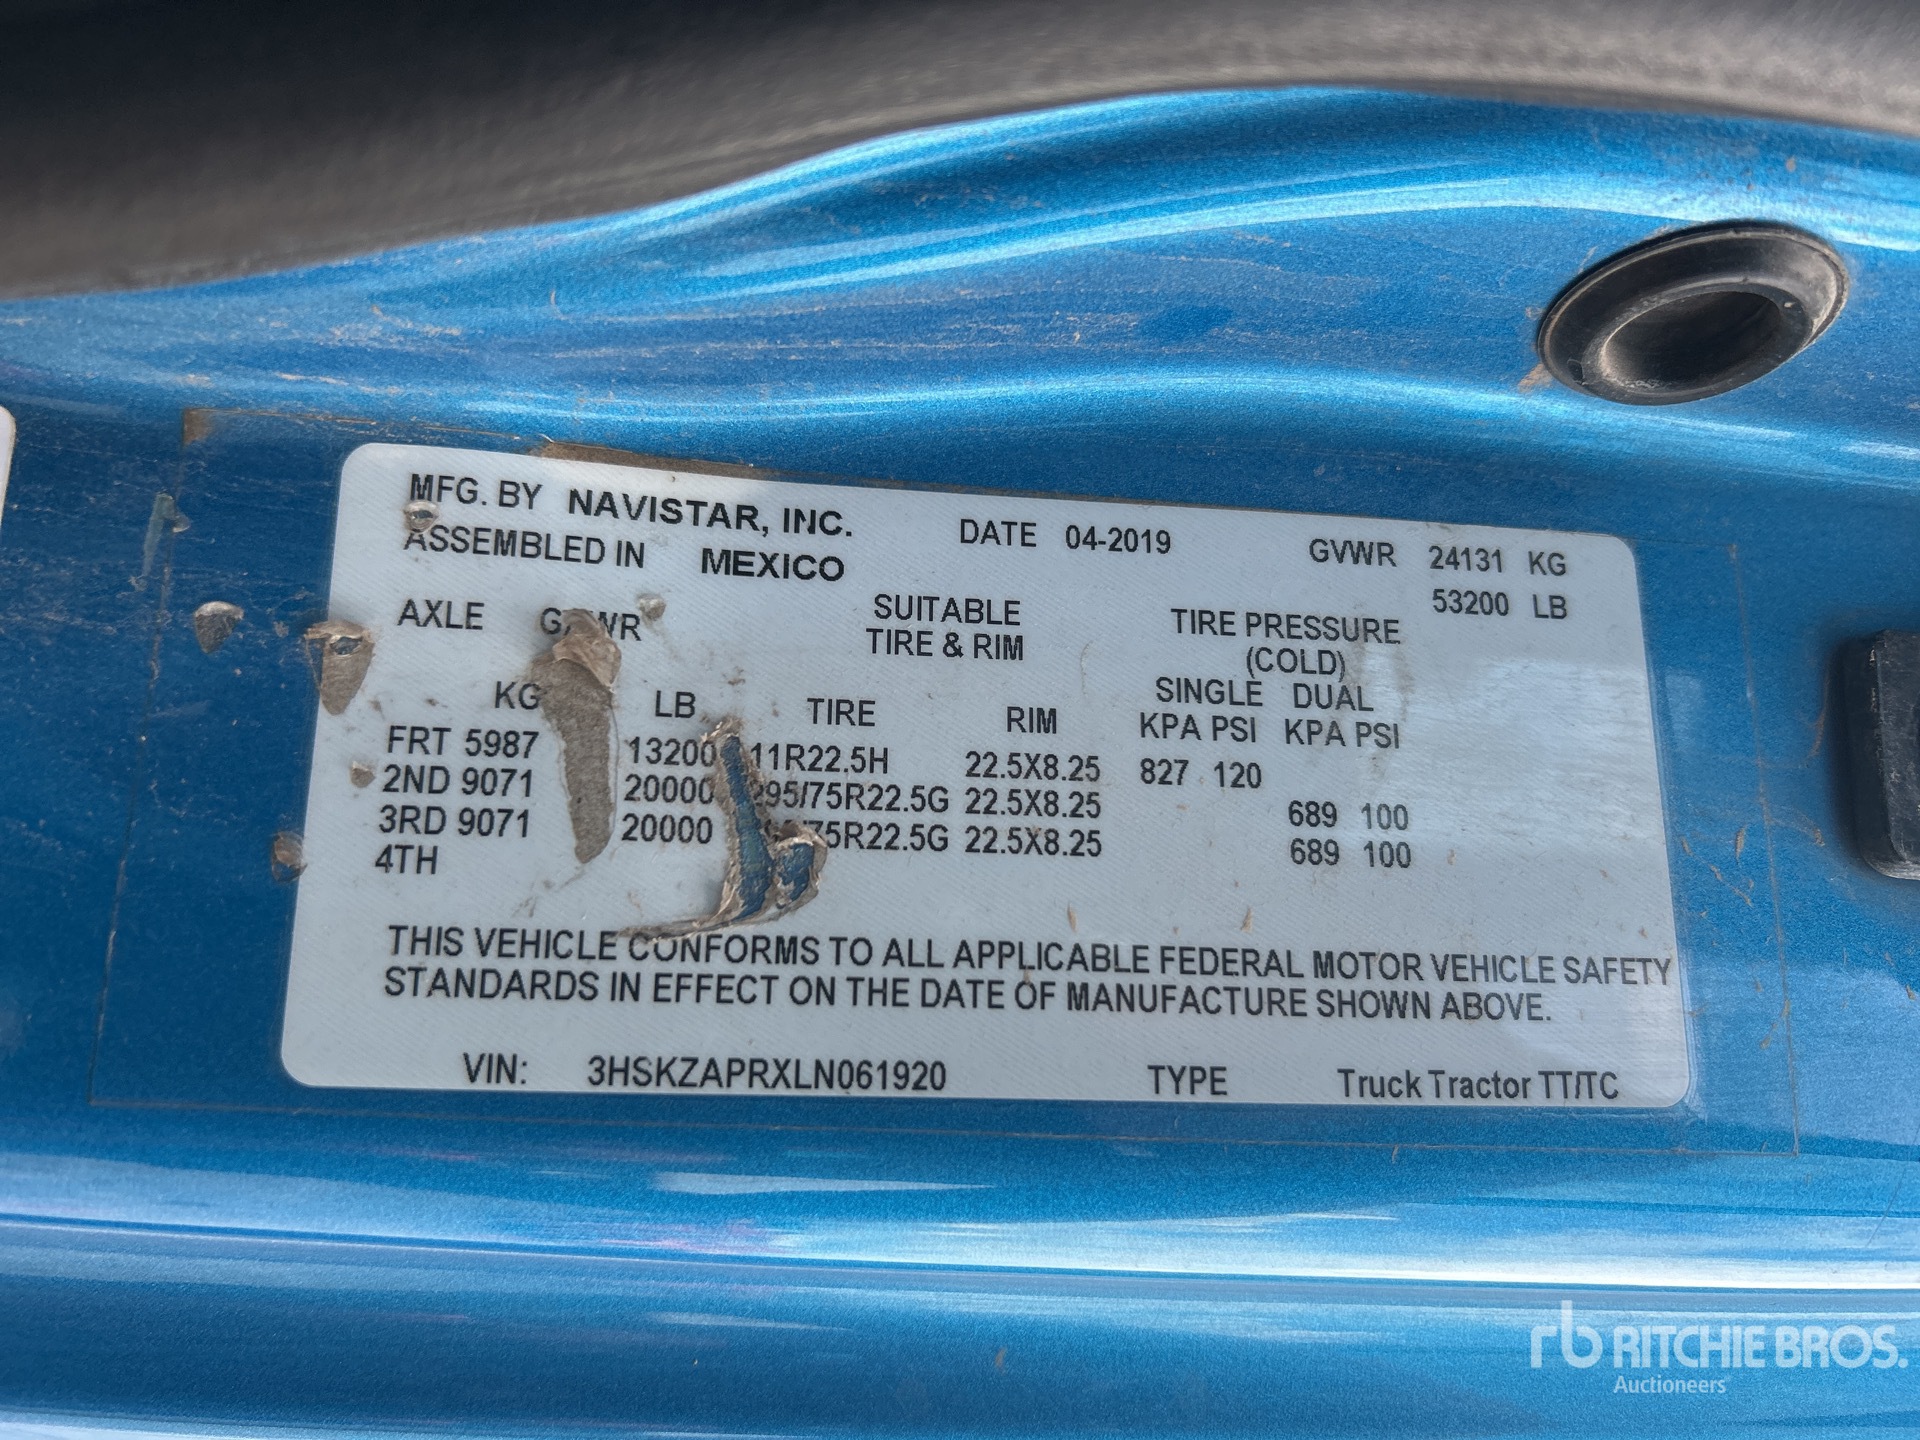 MFG. BY NAVISTAR, INC. DATE 04-2019 GVWR 24131 KG
ASSEMBLED IN MEXICO 53200 LB
AXLE SUITABLE TIRE PRESSURE
TIRE & RIM (COLD)
SINGLE DUAL
KG LB TIRE RIM KPA PSI KPA PSI
FRT 5987 13200 11R22.5H 22.5X8.25 827 120
2ND 9071 20000 295/75R22.5G 22.5X8.25 689 100
3RD 9071 20000 22.5X8.25 689 100
4TH
THIS VEHICLE CONFORMS TO ALL APPLICABLE FEDERAL MOTOR VEHICLE SAFETY
STANDARDS IN EFFECT ON THE DATE OF MANUFACTURE SHOWN ABOVE.
VIN: 3HSKZAPRXLN061920 TYPE Truck Tractor TT/TC
rb RITCHIE BROS.
Auctioneers